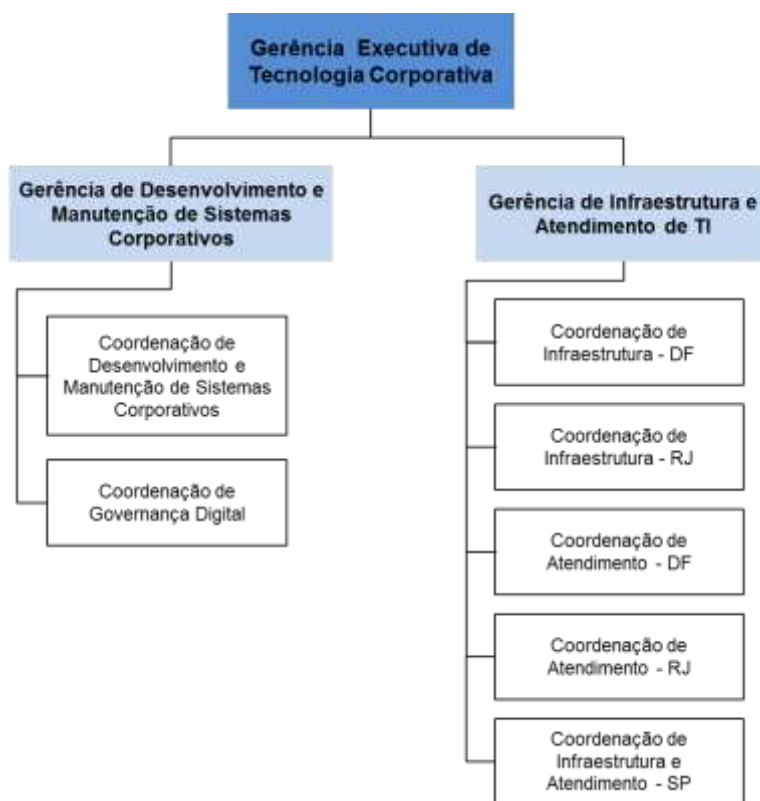 Gerência Executiva de
Tecnologia Corporativa
Gerência de Desenvolvimento e
Manutenção de Sistemas
Corporativos
Coordenação de
Desenvolvimento e
Manutenção de Sistemas
Corporativos
Coordenação de
Governança Digital
Gerência de Infraestrutura e
Atendimento de TI
Coordenação de
Infraestrutura - DF
Coordenação de
Infraestrutura - RJ
Coordenação de
Atendimento - DF
Coordenação de
Atendimento - RJ
Coordenação de
Infraestrutura e
Atendimento - SP